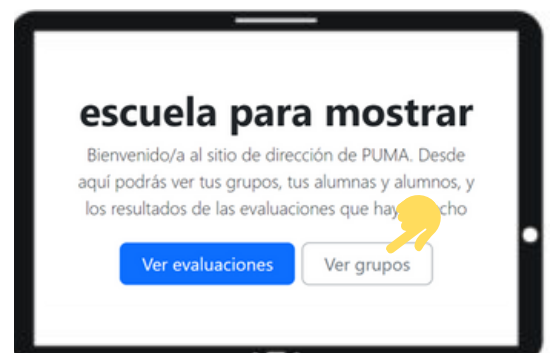 escuela para mostrar
Bienvenido/a al sitio de dirección de PUMA. Desde
aquí podrás ver tus grupos, tus alumnas y alumnos, y
los resultados de las evaluaciones que
Ver evaluaciones Ver grupos